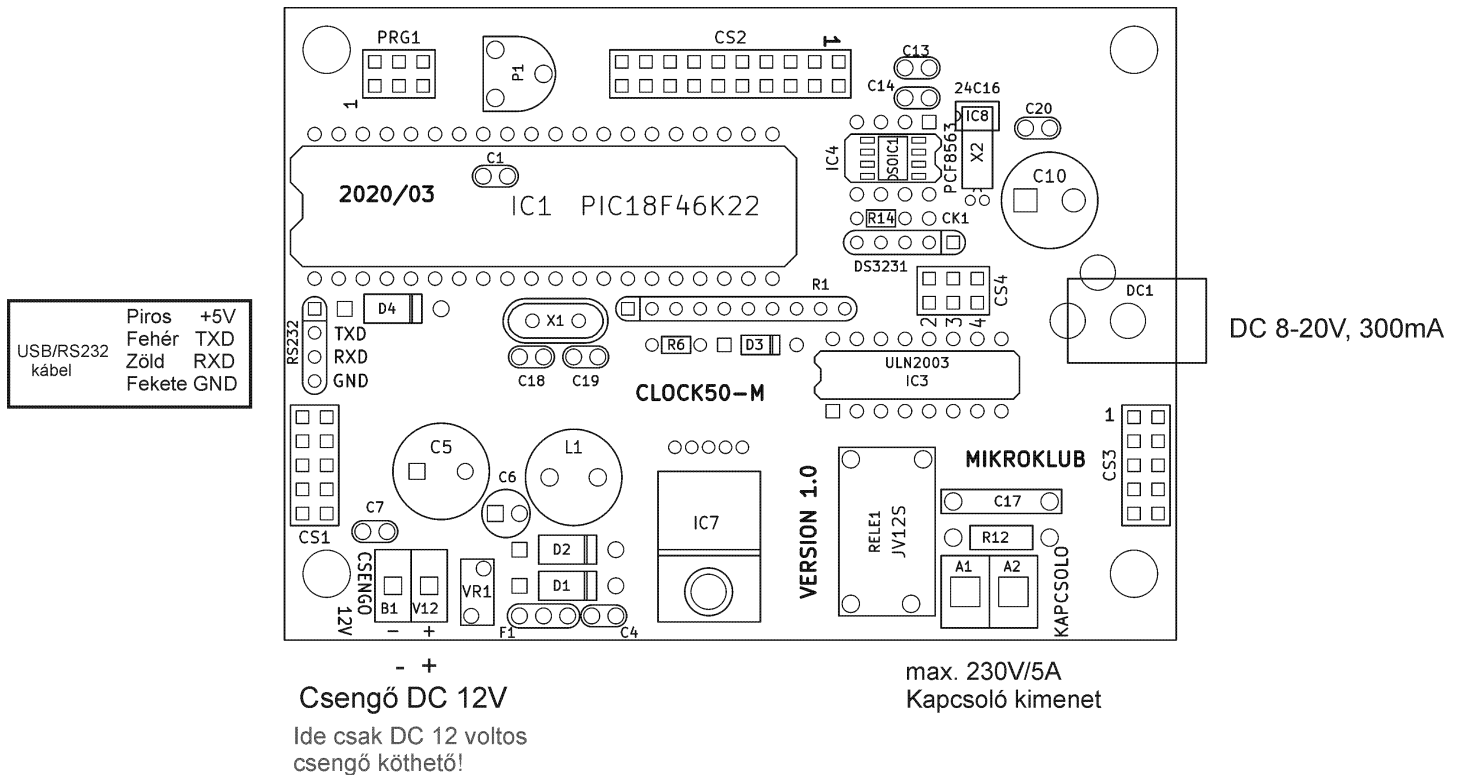 PRG1
1
P1
CS2
1
C13
C14
24C16
IC8
C20
X2
IC4
DSOIC1
PCF8563
C10
C1
2020/03
IC1 PIC18F46K22
R14
CK1
DS3231
CS4
2 3 4
DC1
DC 8-20V, 300mA
USB/RS232
kábel
Piros +5V
Fehér TXD
Zöld RXD
Fekete GND
RS232
TXD
RXD
GND
D4
X1
R1
C18
C19
R6
D3
ULN2003
IC3
CLOCK50-M
C5
L1
C6
C7
CS1
IC7
VERSION 1.0
MIKROKLUB
1
CS3
RELE1
JV12S
C17
R12
A1
A2
KAPCSOLO
CSENGO
12V
B1
V12
- +
VR1
D2
D1
F1
C4
- +
Csengő DC 12V
Ide csak DC 12 voltos
csengő köthető!
max. 230V/5A
Kapcsoló kimenet